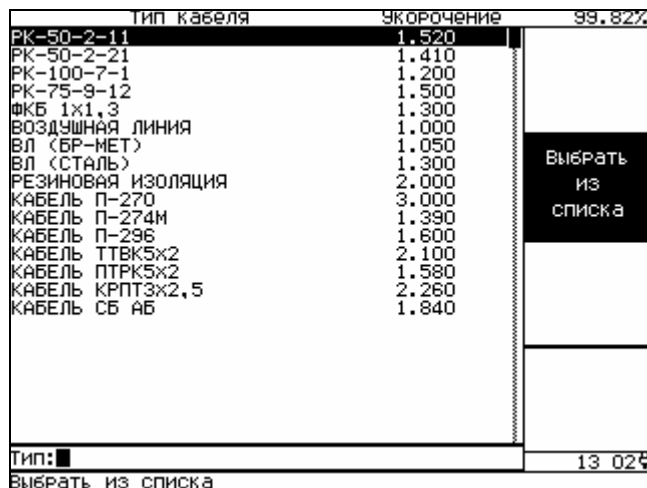 Тип кабеля Укорочение 99.82%
РК-50-2-11 1.520
РК-50-2-21 1.410
РК-100-7-1 1.200
РК-75-9-12 1.500
ФКБ 1х1,3 1.300
ВОЗДУШНАЯ ЛИНИЯ 1.000
ВЛ (БР-МЕТ) 1.050
ВЛ (СТАЛЬ) 1.300
РЕЗИНОВАЯ ИЗОЛЯЦИЯ 2.000
КАБЕЛЬ П-270 3.000
КАБЕЛЬ П-274М 1.390
КАБЕЛЬ П-296 1.600
КАБЕЛЬ ТТВК5х2 2.100
КАБЕЛЬ ПТРК5х2 1.580
КАБЕЛЬ КРПТ3х2,5 2.260
КАБЕЛЬ СБ АБ 1.840
Выбрать
из
списка
Тип:
13 02
Выбрать из списка